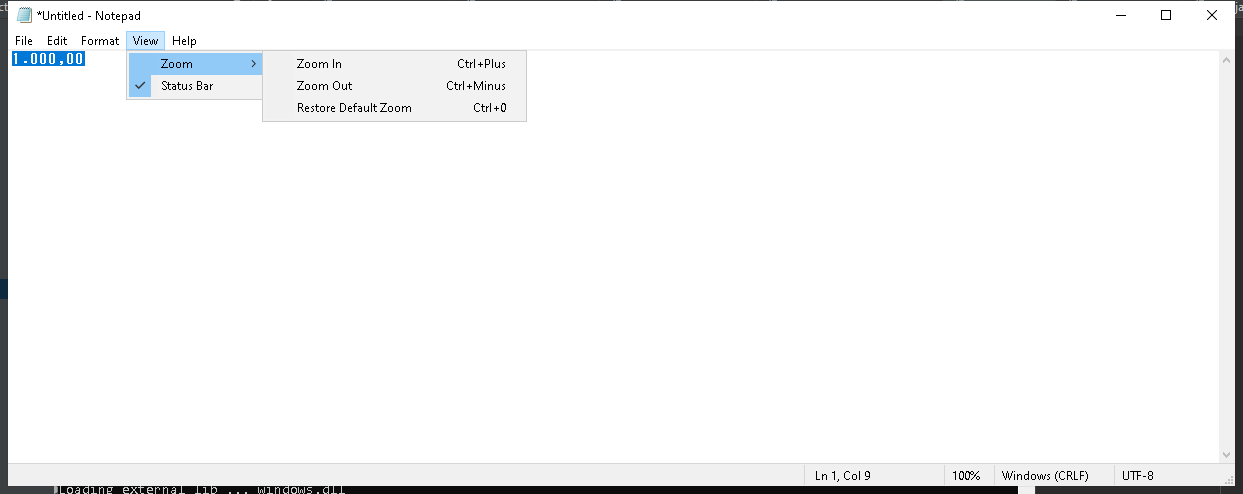 *Untitled - Notepad
File Edit Format View Help
1.000,00
Zoom
Status Bar
Zoom In Ctrl+Plus
Zoom Out Ctrl+Minus
Restore Default Zoom Ctrl+0
Ln 1, Col 9 100% Windows (CRLF) UTF-8
Loading external lib ... windows.dll